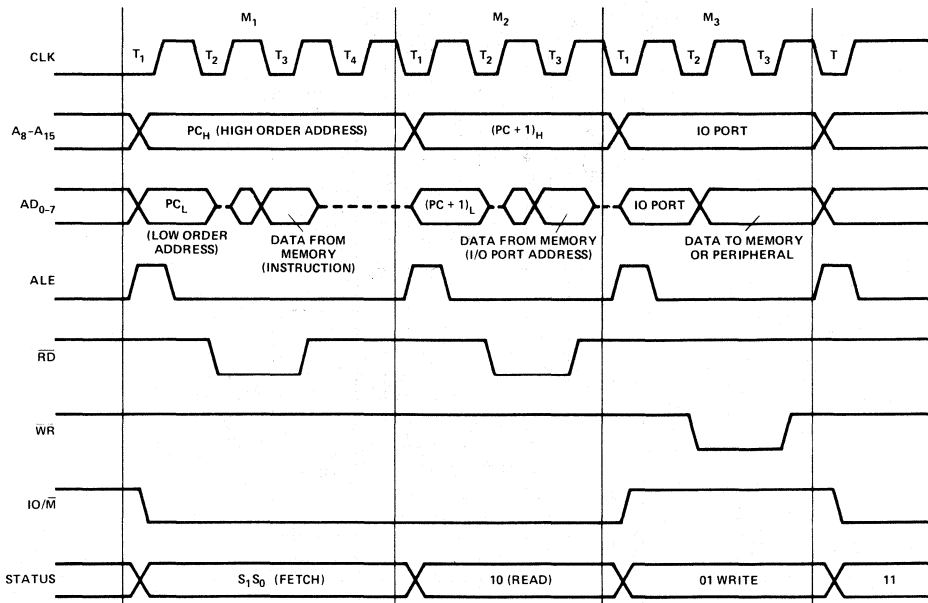 M1 M2 M3
CLK T1 T2 T3 T4 T1 T2 T3 T1 T2 T3 T
A8–A15 PCH (HIGH ORDER ADDRESS) (PC + 1)H IO PORT
AD0-7 PCL (PC + 1)L IO PORT
(LOW ORDER ADDRESS)
DATA FROM MEMORY (INSTRUCTION)
DATA FROM MEMORY (I/O PORT ADDRESS)
DATA TO MEMORY OR PERIPHERAL
ALE
RD
WR
IO/M
STATUS S1S0 (FETCH) 10 (READ) 01 WRITE 11